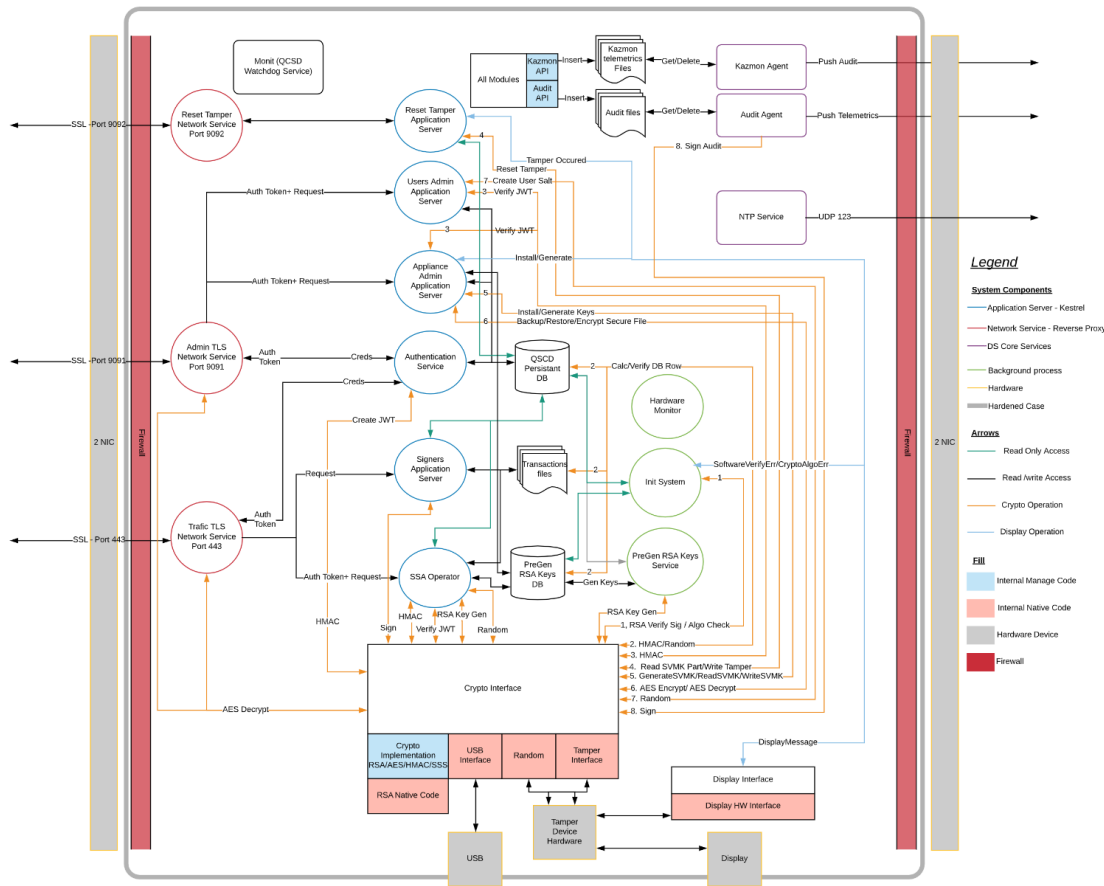 Monit (QCSD
Watchdog Service)
All Modules
Kazmon
API
Audit
API
Insert
Insert
Kazmon
telemetrics
Files
Audit files
Get/Delete
Get/Delete
Kazmon Agent
Audit Agent
Push Audit
Push Telemetrics
SSL -Port 9092
Reset Tamper
Network Service
Port 9092
Reset Tamper
Application
Server
4
8. Sign Audit
Tamper Occured
Reset Tamper
7 Create User Salt
3 Verify JWT
Auth Token+ Request
Users Admin
Application
Server
NTP Service
UDP 123
3
Verify JWT
Install/Generate
Auth Token+ Request
Appliance
Admin
Application
Server
5
Install/Generate Keys
6 Backup/Restore/Encrypt Secure File
SSL -Port 9091
Admin TLS
Network Service
Port 9091
Auth
Token
Creds
Authentication
Service
Creds
QSCD
Persistant
DB
2
Calc/Verify DB Row
Hardware
Monitor
Create JWT
2 NIC
Firewall
Firewall
2 NIC
Request
Signers
Application
Server
Transactions
files
2
SoftwareVerifyErr/CryptoAlgoErr
Init System
1
SSL - Port 443
Trafic TLS
Network Service
Port 443
Auth
Token
Auth Token+ Request
SSA Operator
PreGen
RSA Keys
DB
2
Gen Keys
PreGen RSA Keys
Service
HMAC
Sign
HMAC
Verify JWT
RSA Key Gen
Random
RSA Key Gen
1, RSA Verify Sig / Algo Check
2. HMAC/Random
3. HMAC
4. Read SVMK Part/Write Tamper
5. GenerateSVMK/ReadSVMK/WriteSVMK
6. AES Encrypt/ AES Decrypt
7. Random
8. Sign
AES Decrypt
Crypto Interface
Crypto
Implementation
RSA/AES/HMAC/SSS
USB
Interface
Random
Tamper
Interface
RSA Native Code
DisplayMessage
Display Interface
Display HW Interface
Tamper
Device
Hardware
USB
Display
Legend
System Components
Application Server - Kestrel
Network Service - Reverse Proxy
DS Core Services
Background process
Hardware
Hardened Case
Arrows
Read Only Access
Read /write Access
Crypto Operation
Display Operation
Fill
Internal Manage Code
Internal Native Code
Hardware Device
Firewall